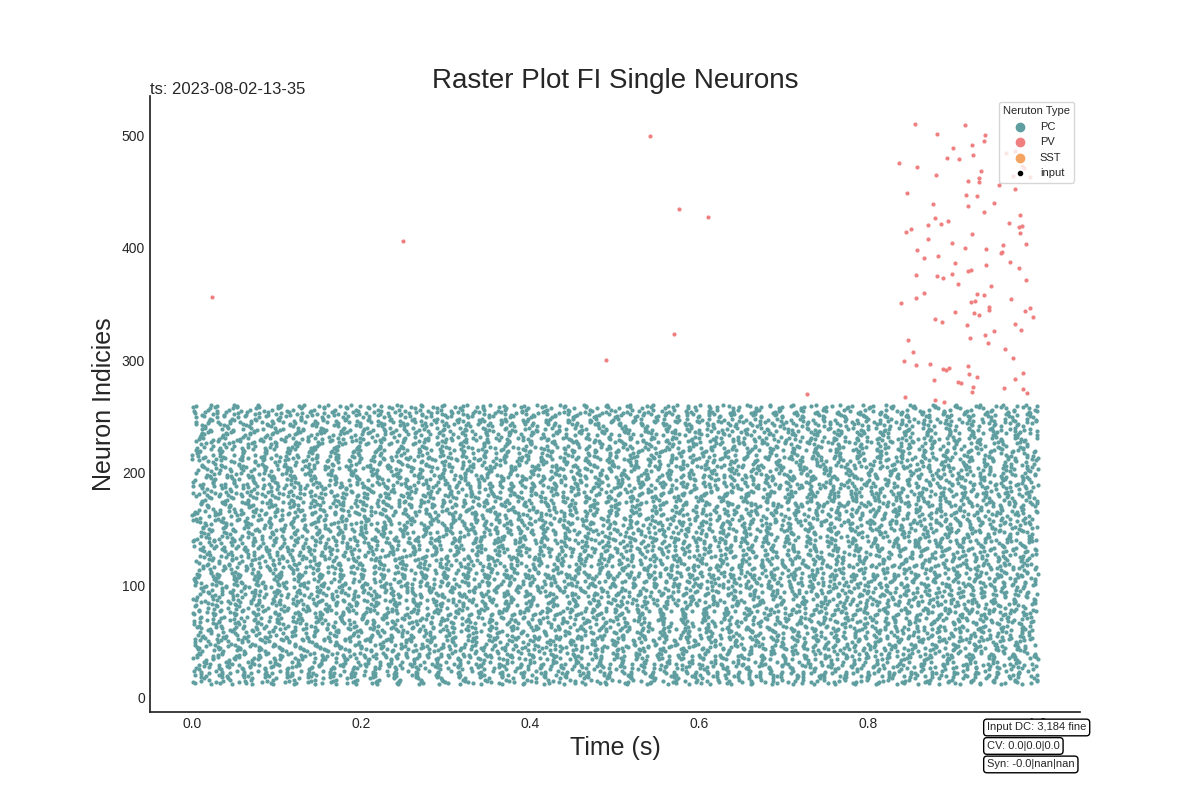 Raster Plot FI Single Neurons
ts: 2023-08-02-13-35
Neruton Type
PC
PV
SST
input
Neuron Indicies
500
400
300
200
100
0
0.0 0.2 0.4 0.6 0.8
Time (s)
Input DC: 3,184 fine
CV: 0.0|0.0|0.0
Syn: -0.0|nan|nan